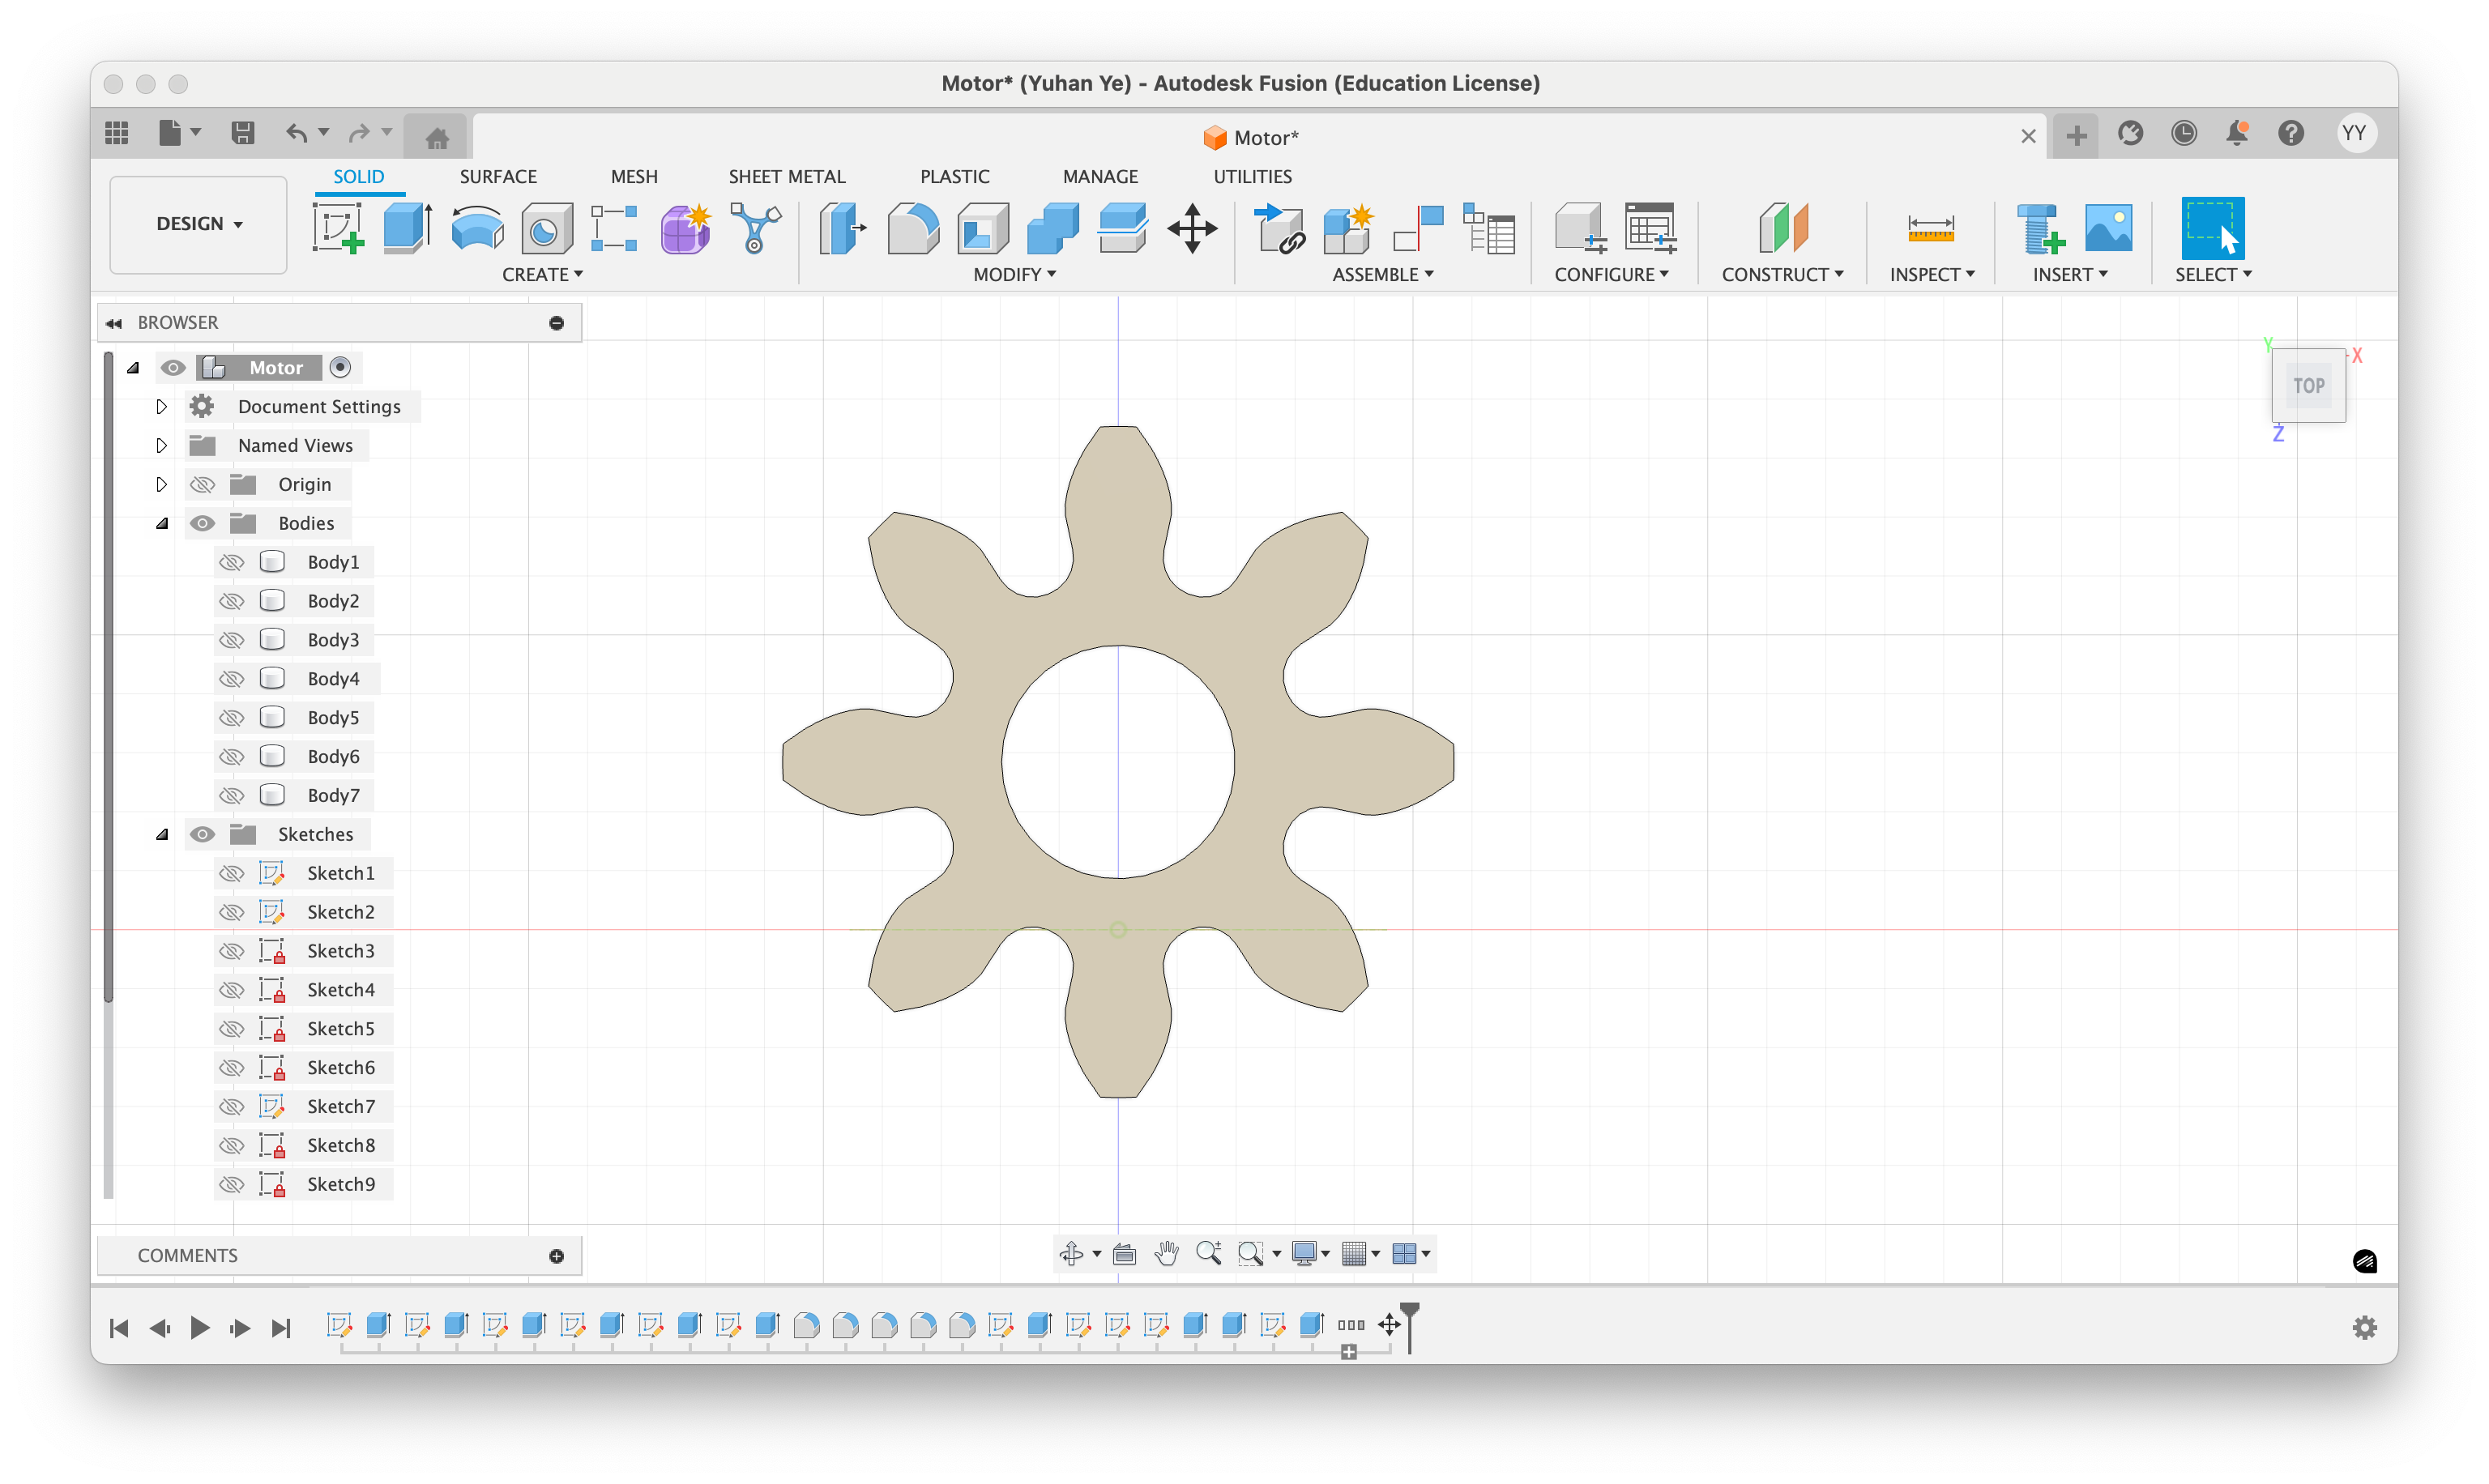 Motor* (Yuhan Ye) - Autodesk Fusion (Education License)
Motor*
YY
DESIGN
SOLID SURFACE MESH SHEET METAL PLASTIC MANAGE UTILITIES
CREATE MODIFY ASSEMBLE CONFIGURE CONSTRUCT INSPECT INSERT SELECT
BROWSER
Motor
Document Settings
Named Views
Origin
Bodies
Body1
Body2
Body3
Body4
Body5
Body6
Body7
Sketches
Sketch1
Sketch2
Sketch3
Sketch4
Sketch5
Sketch6
Sketch7
Sketch8
Sketch9
Y
X
TOP
Z
COMMENTS